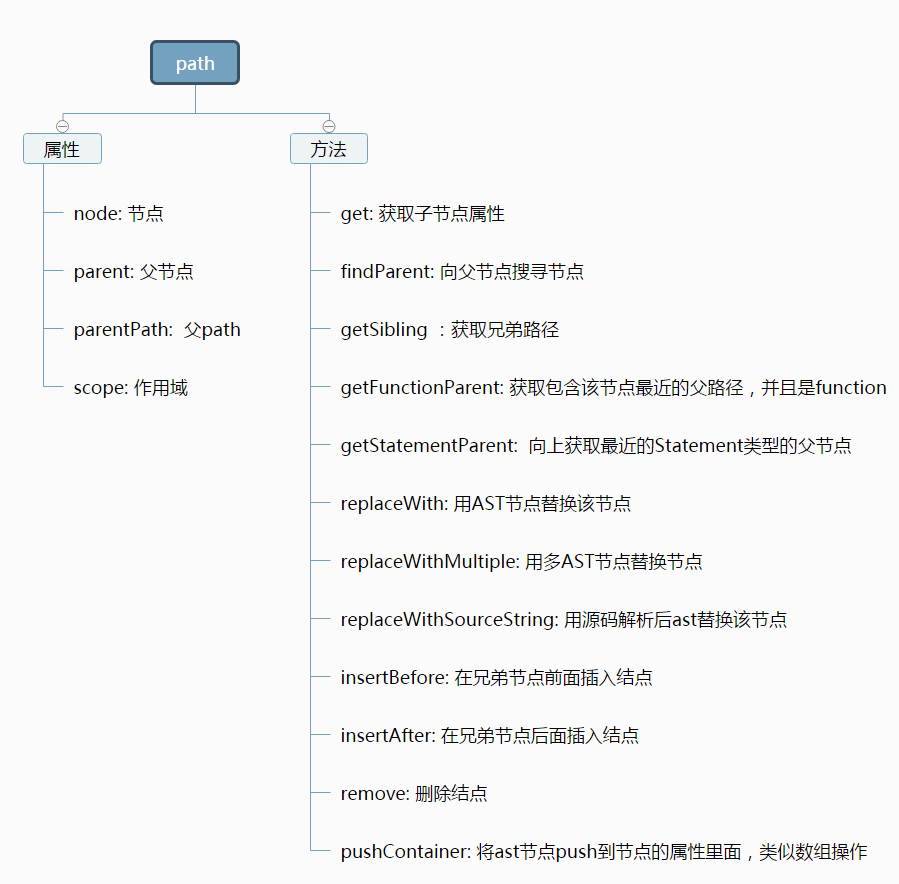 path
属性
node: 节点
parent: 父节点
parentPath: 父path
scope: 作用域
方法
get: 获取子节点属性
findParent: 向父节点搜寻节点
getSibling ：获取兄弟路径
getFunctionParent: 获取包含该节点最近的父路径，并且是function
getStatementParent: 向上获取最近的Statement类型的父节点
replaceWith: 用AST节点替换该节点
replaceWithMultiple: 用多AST节点替换节点
replaceWithSourceString: 用源码解析后ast替换该节点
insertBefore: 在兄弟节点前面插入结点
insertAfter: 在兄弟节点后面插入结点
remove: 删除结点
pushContainer: 将ast节点push到节点的属性里面，类似数组操作